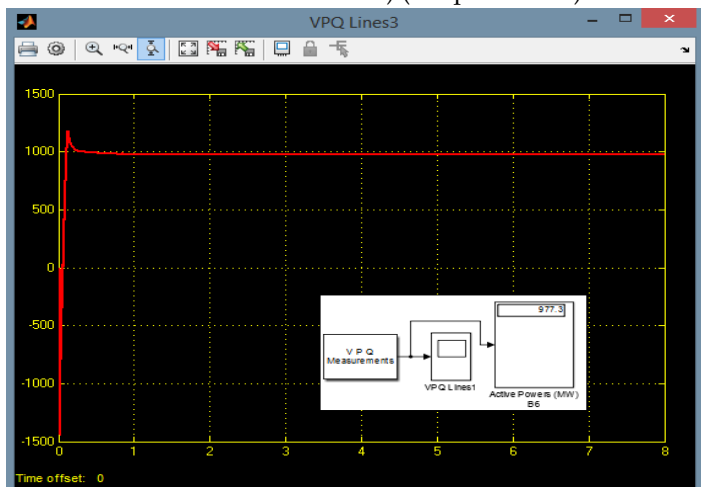 VPQ Lines3
1500
1000
500
0
-500
-1000
-1500
0 1 2 3 4 5 6 7 8
Time offset: 0
977.3
V P Q
Measurements
VPQ Lines1
Active Powers (MW)
B6